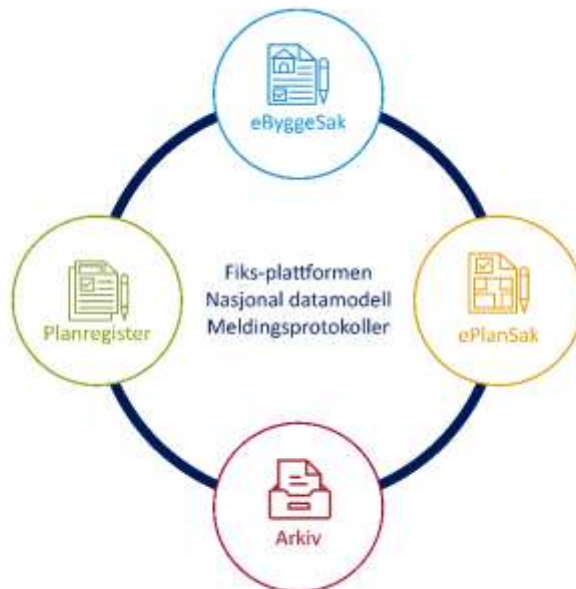 eByggeSak
Fiks-plattformen
Nasjonal datamodell
Meldingsprotokoller
Planregister
ePlanSak
Arkiv